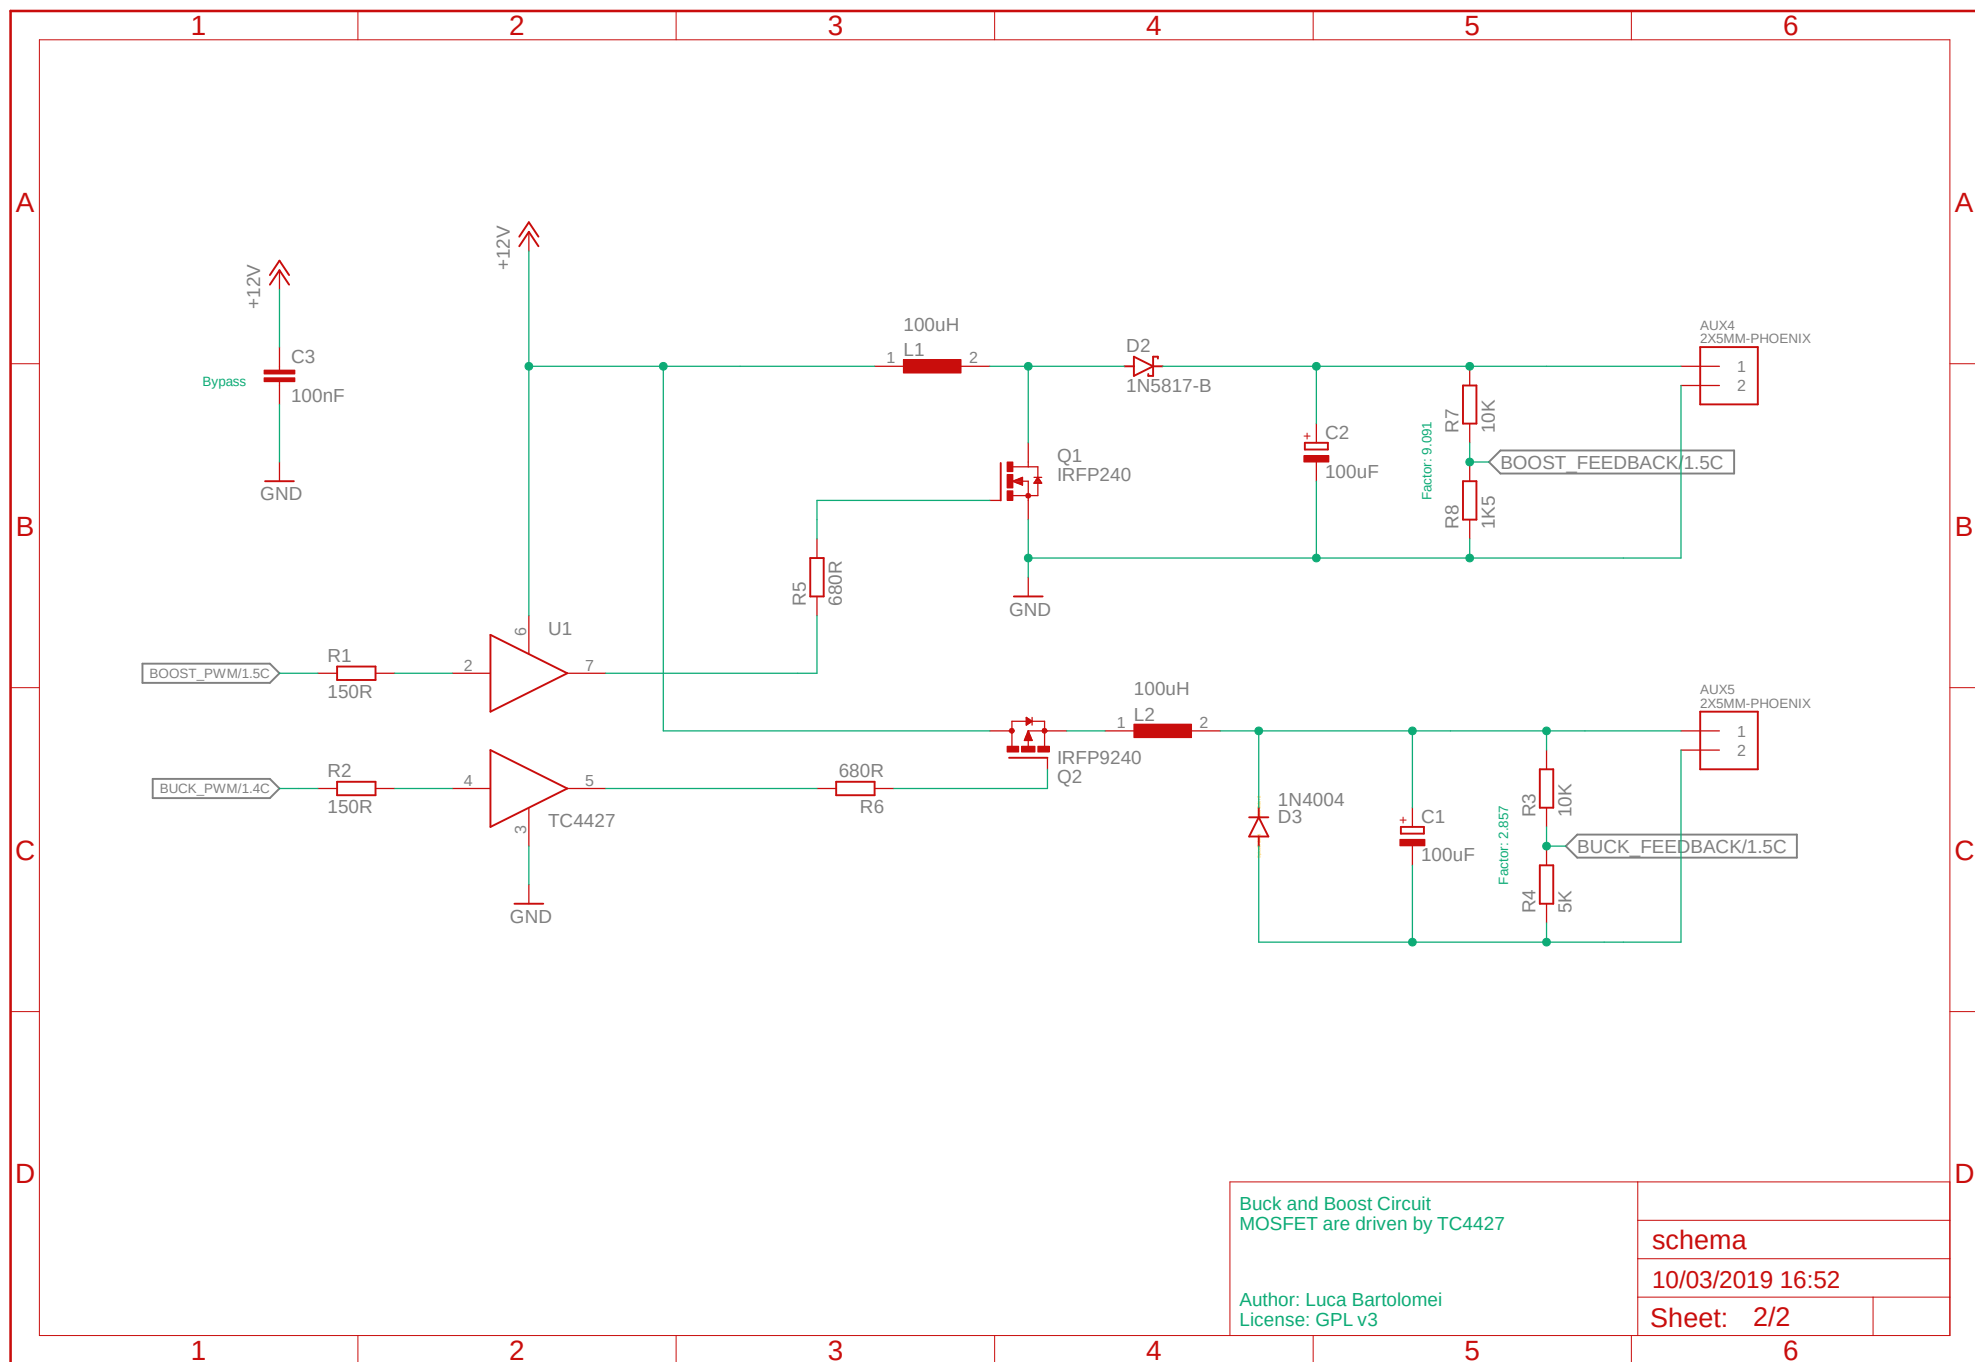 1 2 3 4 5 6
A A
+12V
+12V
C3
Bypass
100nF
GND
100uH
1 L1 2
D2
1N5817-B
AUX4
2X5MM-PHOENIX
1
2
Q1
IRFP240
+ C2
100uF
Factor: 9.091
R7
10K
BOOST_FEEDBACK/1.5C
R8
1K5
B B
R5
680R
GND
6
U1
BOOST_PWM/1.5C
R1
150R
2
7
100uH
1 L2 2
AUX5
2X5MM-PHOENIX
1
2
IRFP9240
Q2
BUCK_PWM/1.4C
R2
150R
4
5
3
TC4427
680R
R6
1N4004
D3
+ C1
100uF
Factor: 2.857
R3
10K
BUCK_FEEDBACK/1.5C
R4
5K
C C
GND
D D
Buck and Boost Circuit
MOSFET are driven by TC4427
Author: Luca Bartolomei
License: GPL v3
schema
10/03/2019 16:52
Sheet: 2/2
1 2 3 4 5 6